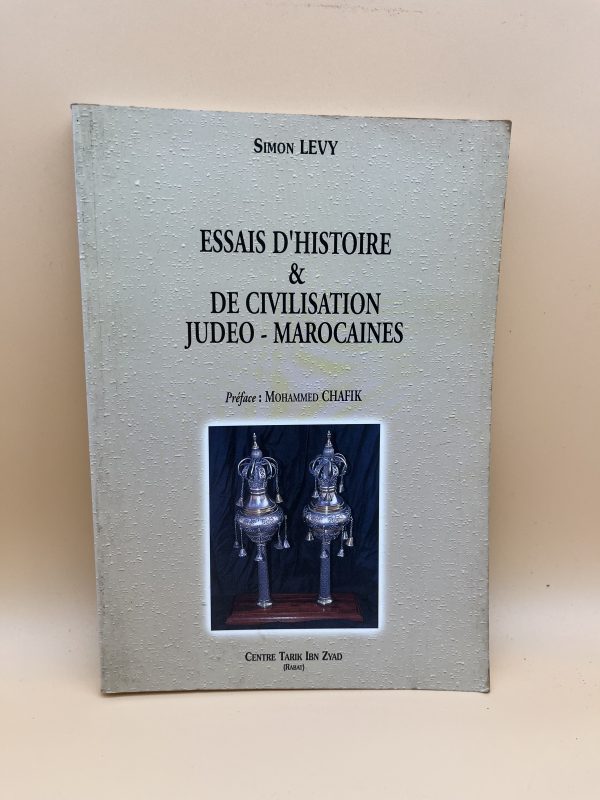 SIMON LEVY
ESSAIS D'HISTOIRE
&
DE CIVILISATION
JUDEO - MAROCAINES
Préface : MOHAMMED CHAFIK
CENTRE TARIK IBN ZYAD
(RABAT)